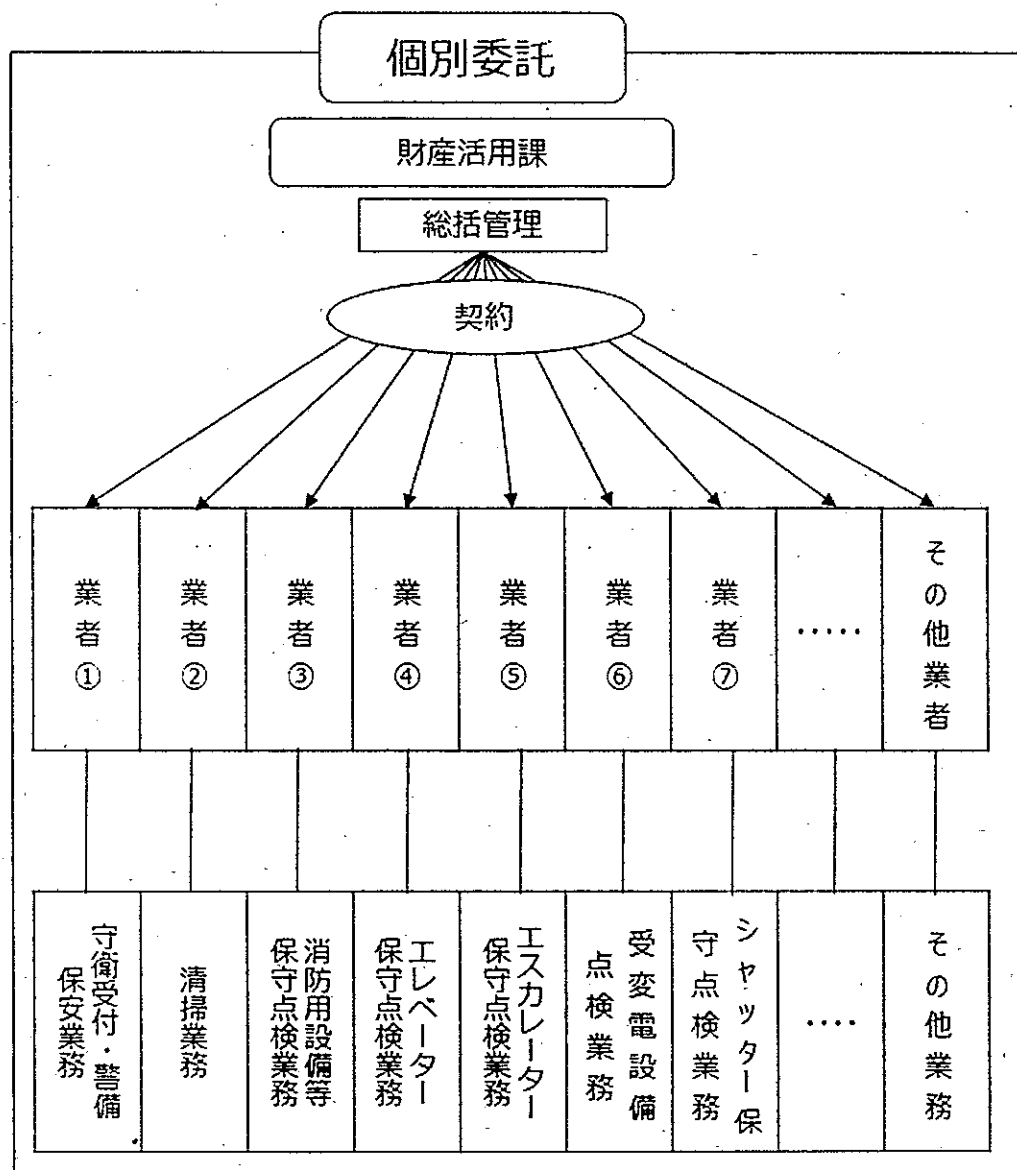 個別委託
財産活用課
総括管理
契約
業者①
業者②
業者③
業者④
業者⑤
業者⑥
業者⑦
・・・・・
その他業者
守衛受付・警備
保安業務
清掃業務
消防用設備等
保守点検業務
エレベーター
保守点検業務
エスカレーター
保守点検業務
受変電設備
点検業務
シャッター保
守点検業務
・・・・
その他業務